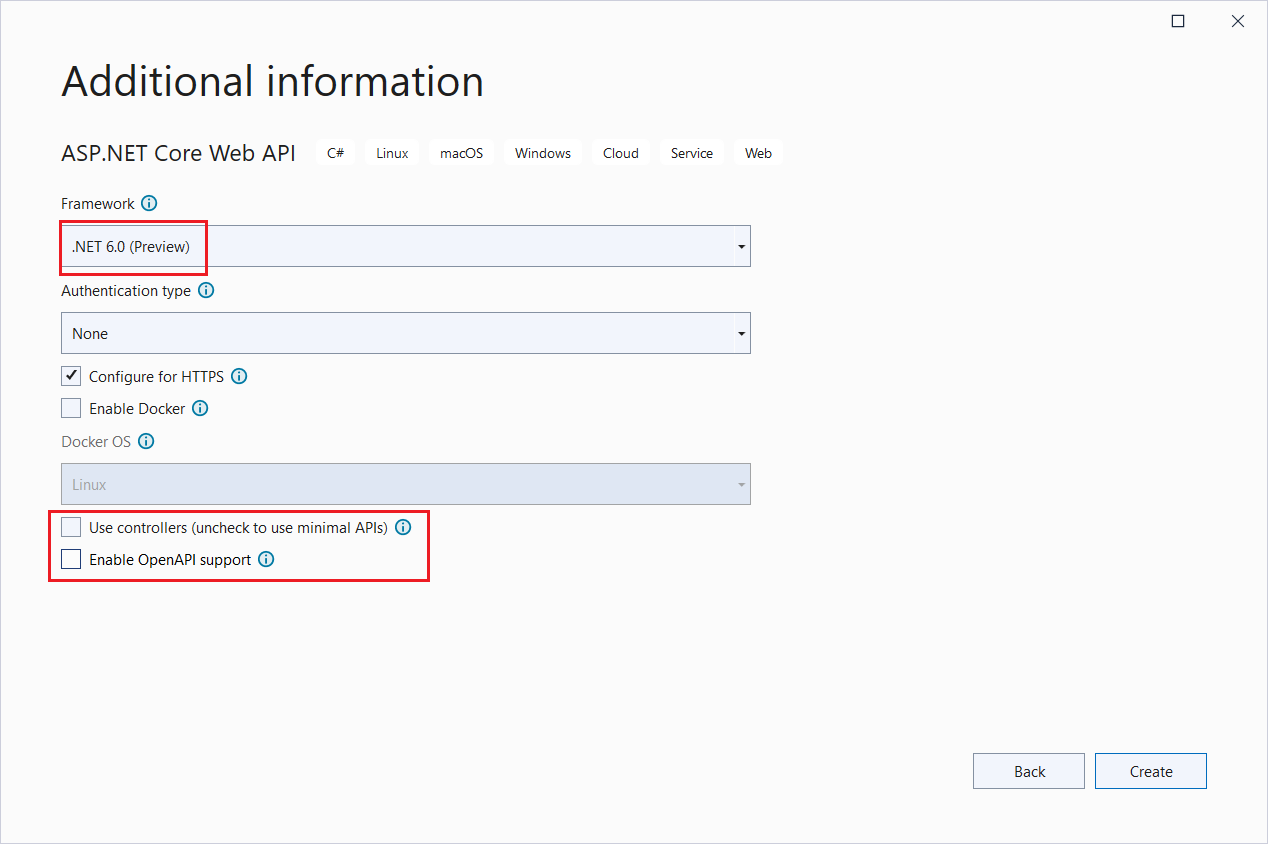 Additional information
ASP.NET Core Web API C# Linux macOS Windows Cloud Service Web
Framework
.NET 6.0 (Preview)
Authentication type
None
Configure for HTTPS
Enable Docker
Docker OS
Linux
Use controllers (uncheck to use minimal APIs)
Enable OpenAPI support
Back Create